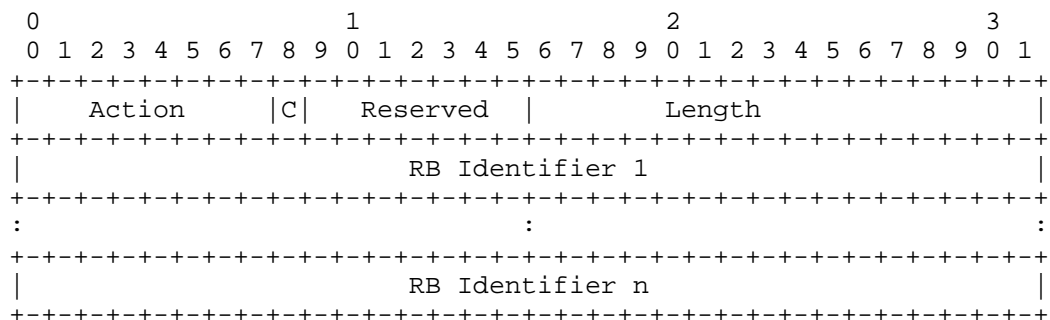 0                   1                   2                   3
 0 1 2 3 4 5 6 7 8 9 0 1 2 3 4 5 6 7 8 9 0 1 2 3 4 5 6 7 8 9 0 1
+-+-+-+-+-+-+-+-+-+-+-+-+-+-+-+-+-+-+-+-+-+-+-+-+-+-+-+-+-+-+-+-+
|    Action     |C|   Reserved  |        Length                 |
+-+-+-+-+-+-+-+-+-+-+-+-+-+-+-+-+-+-+-+-+-+-+-+-+-+-+-+-+-+-+-+-+
|                        RB Identifier 1                        |
+-+-+-+-+-+-+-+-+-+-+-+-+-+-+-+-+-+-+-+-+-+-+-+-+-+-+-+-+-+-+-+-+
:                               :                               :
+-+-+-+-+-+-+-+-+-+-+-+-+-+-+-+-+-+-+-+-+-+-+-+-+-+-+-+-+-+-+-+-+
|                        RB Identifier n                        |
+-+-+-+-+-+-+-+-+-+-+-+-+-+-+-+-+-+-+-+-+-+-+-+-+-+-+-+-+-+-+-+-+